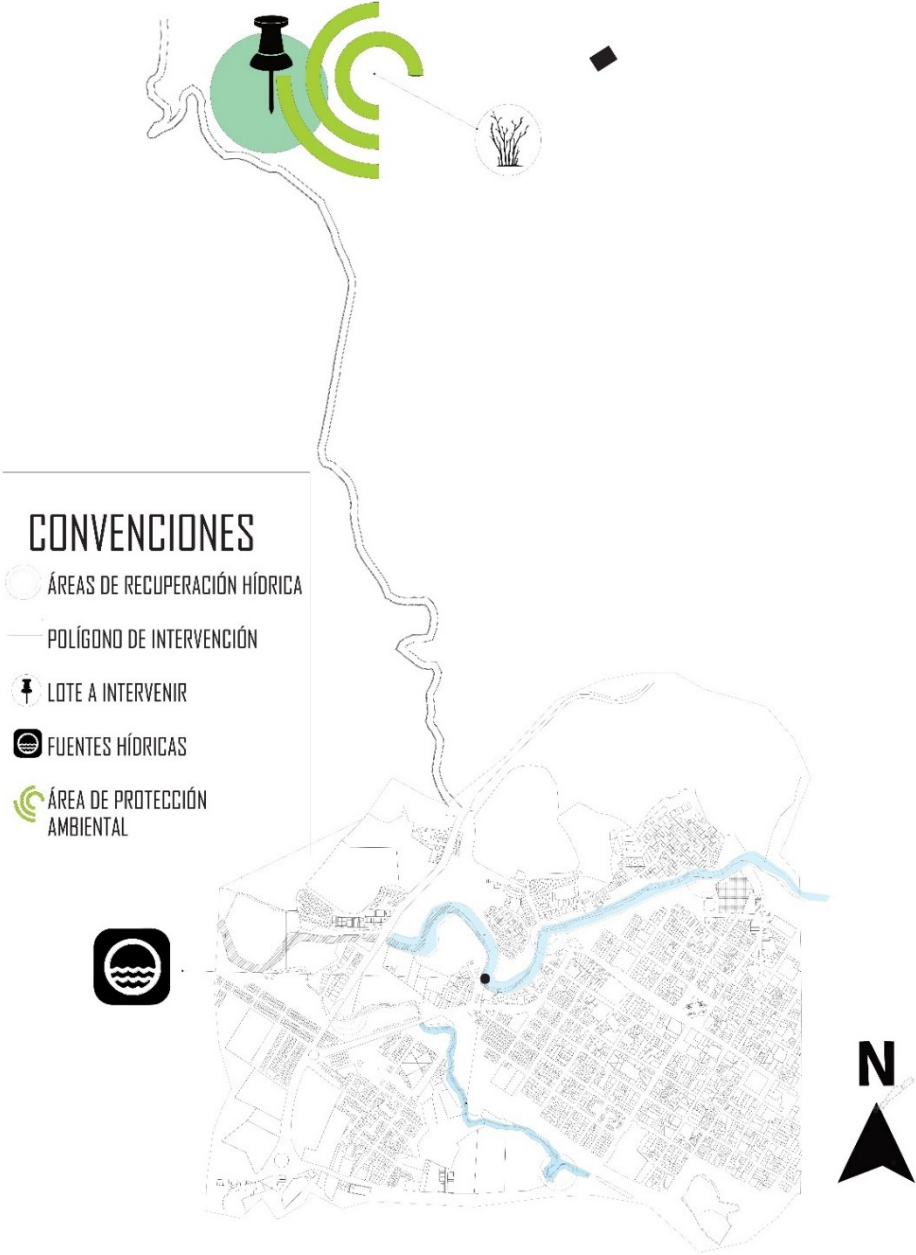 CONVENCIONES
ÁREAS DE RECUPERACIÓN HÍDRICA
POLÍGONO DE INTERVENCIÓN
LOTE A INTERVENIR
FUENTES HÍDRICAS
ÁREA DE PROTECCIÓN
AMBIENTAL
N